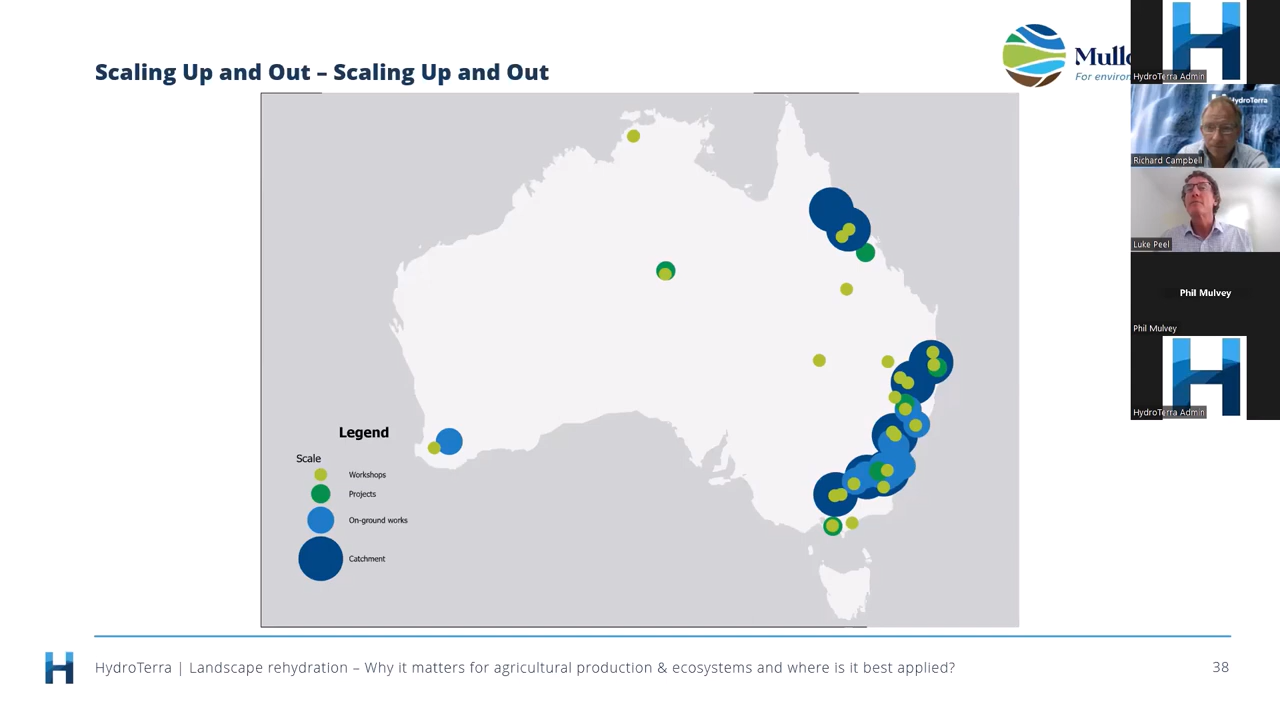 Scaling Up and Out – Scaling Up and Out
For
HydroTerra Admin
HydroTerra
Richard Campbell
Luke Peel
Phil Mulvey
Phil Mulvey
HydroTerra Admin
Legend
Scale
Workshops
Projects
On-ground works
Catchment
HydroTerra | Landscape rehydration – Why it matters for agricultural production & ecosystems and where is it best applied?
38